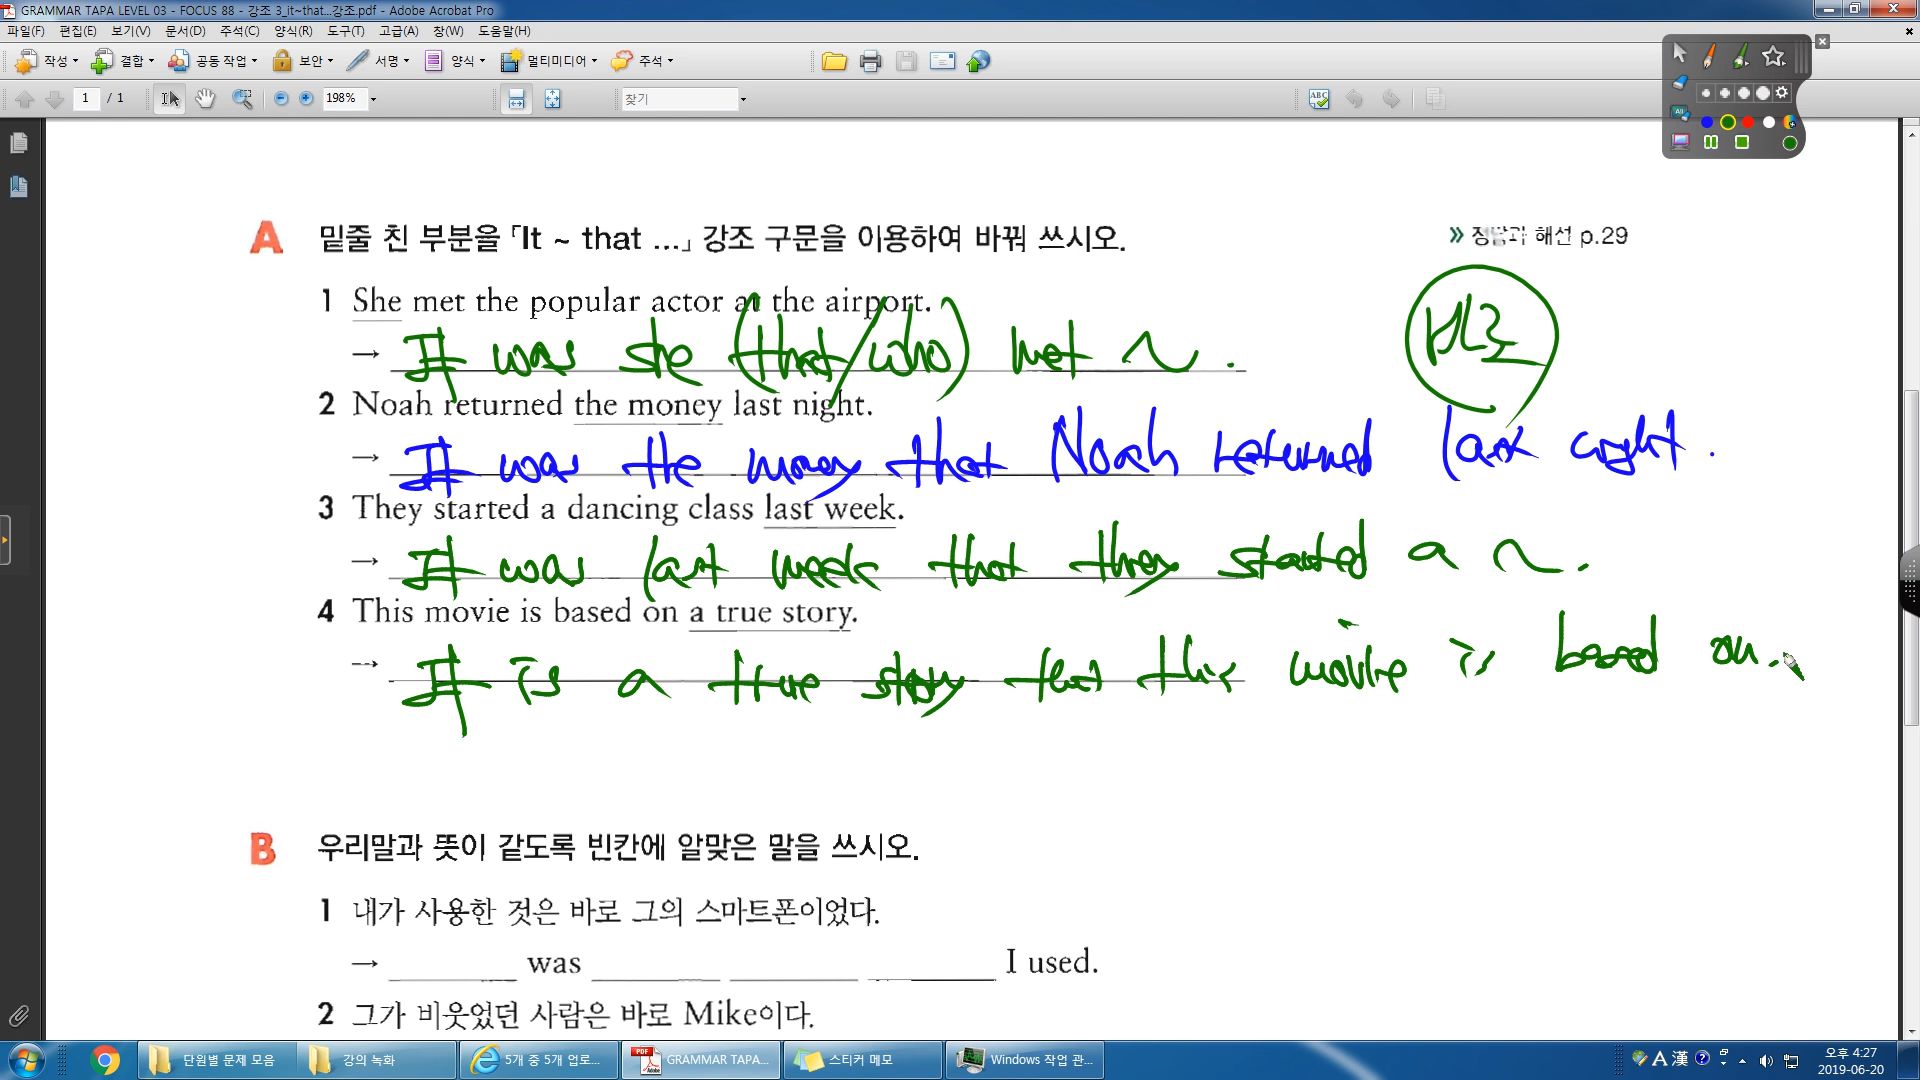 GRAMMAR TAPA LEVEL 03 - FOCUS 88 - 강조 3_it~that...강조.pdf - Adobe Acrobat Pro
파일(F) 편집(E) 보기(V) 문서(D) 주석(C) 양식(R) 도구(T) 고급(A) 창(W) 도움말(H)
작성 결합 공동 작업 보안 서명 양식 멀티미디어 주석
1 / 1 198% 찾기
A 밑줄 친 부분을 「It ~ that ...」 강조 구문을 이용하여 바꿔 쓰시오.
» 정답과 해설 p.29
1 She met the popular actor at the airport.
→ It was she (that/who) met ~ .
2 Noah returned the money last night.
→ It was the money that Noah returned last night.
3 They started a dancing class last week.
→ It was last week that they started a ~ .
4 This movie is based on a true story.
→ It is a true story that this movie is based on.
B 우리말과 뜻이 같도록 빈칸에 알맞은 말을 쓰시오.
1 내가 사용한 것은 바로 그의 스마트폰이었다.
→ was I used.
2 그가 비웃었던 사람은 바로 Mike이다.
단원별 문제 모음 강의 녹화 5개 중 5개 업로... GRAMMAR TAPA... 스티커 메모 Windows 작업 관...
A 漢
오후 4:27
2019-06-20